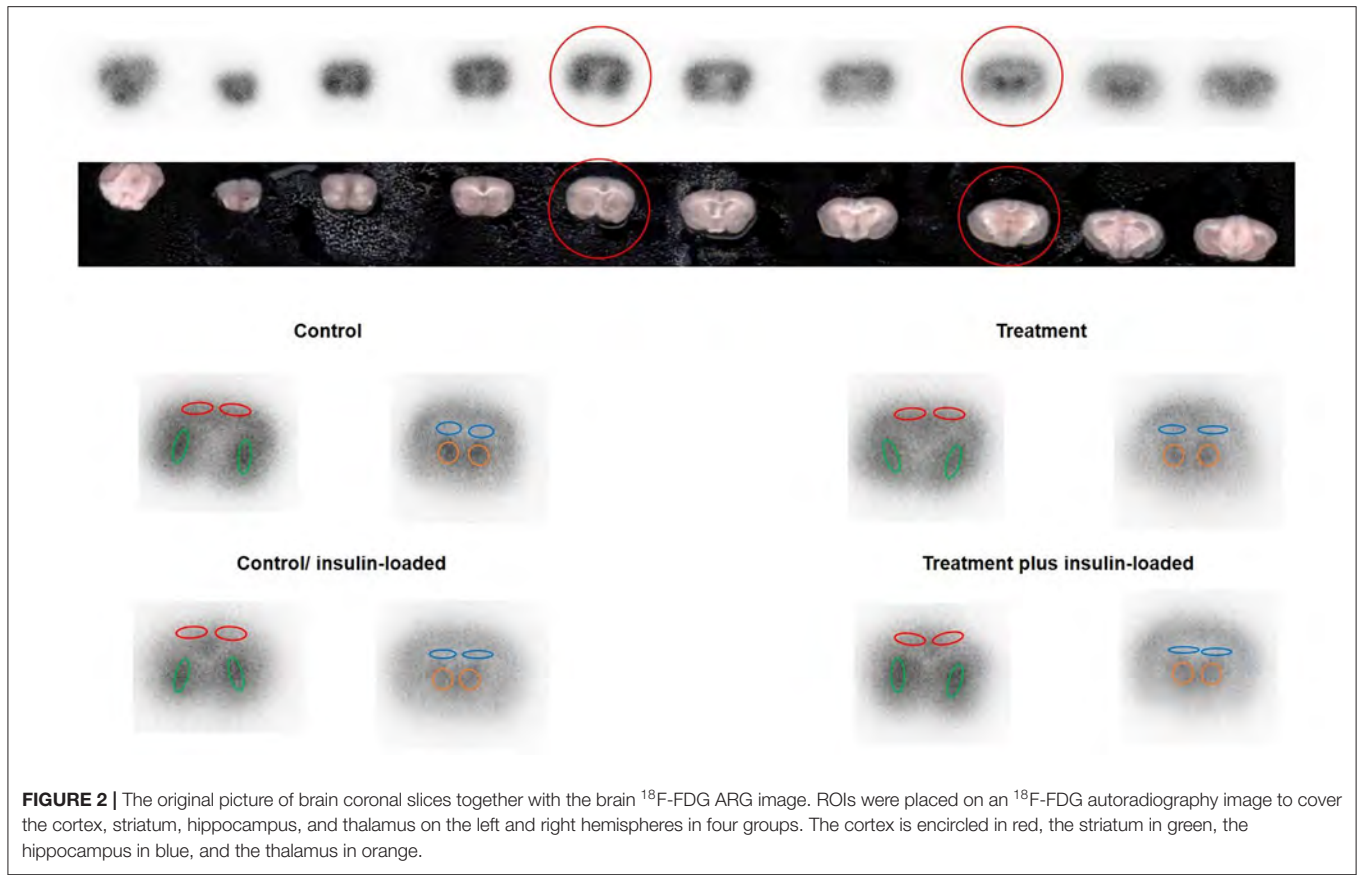 Control
Treatment
Control/ insulin-loaded
Treatment plus insulin-loaded
FIGURE 2 | The original picture of brain coronal slices together with the brain ¹⁸F-FDG ARG image. ROIs were placed on an ¹⁸F-FDG autoradiography image to cover
the cortex, striatum, hippocampus, and thalamus on the left and right hemispheres in four groups. The cortex is encircled in red, the striatum in green, the
hippocampus in blue, and the thalamus in orange.